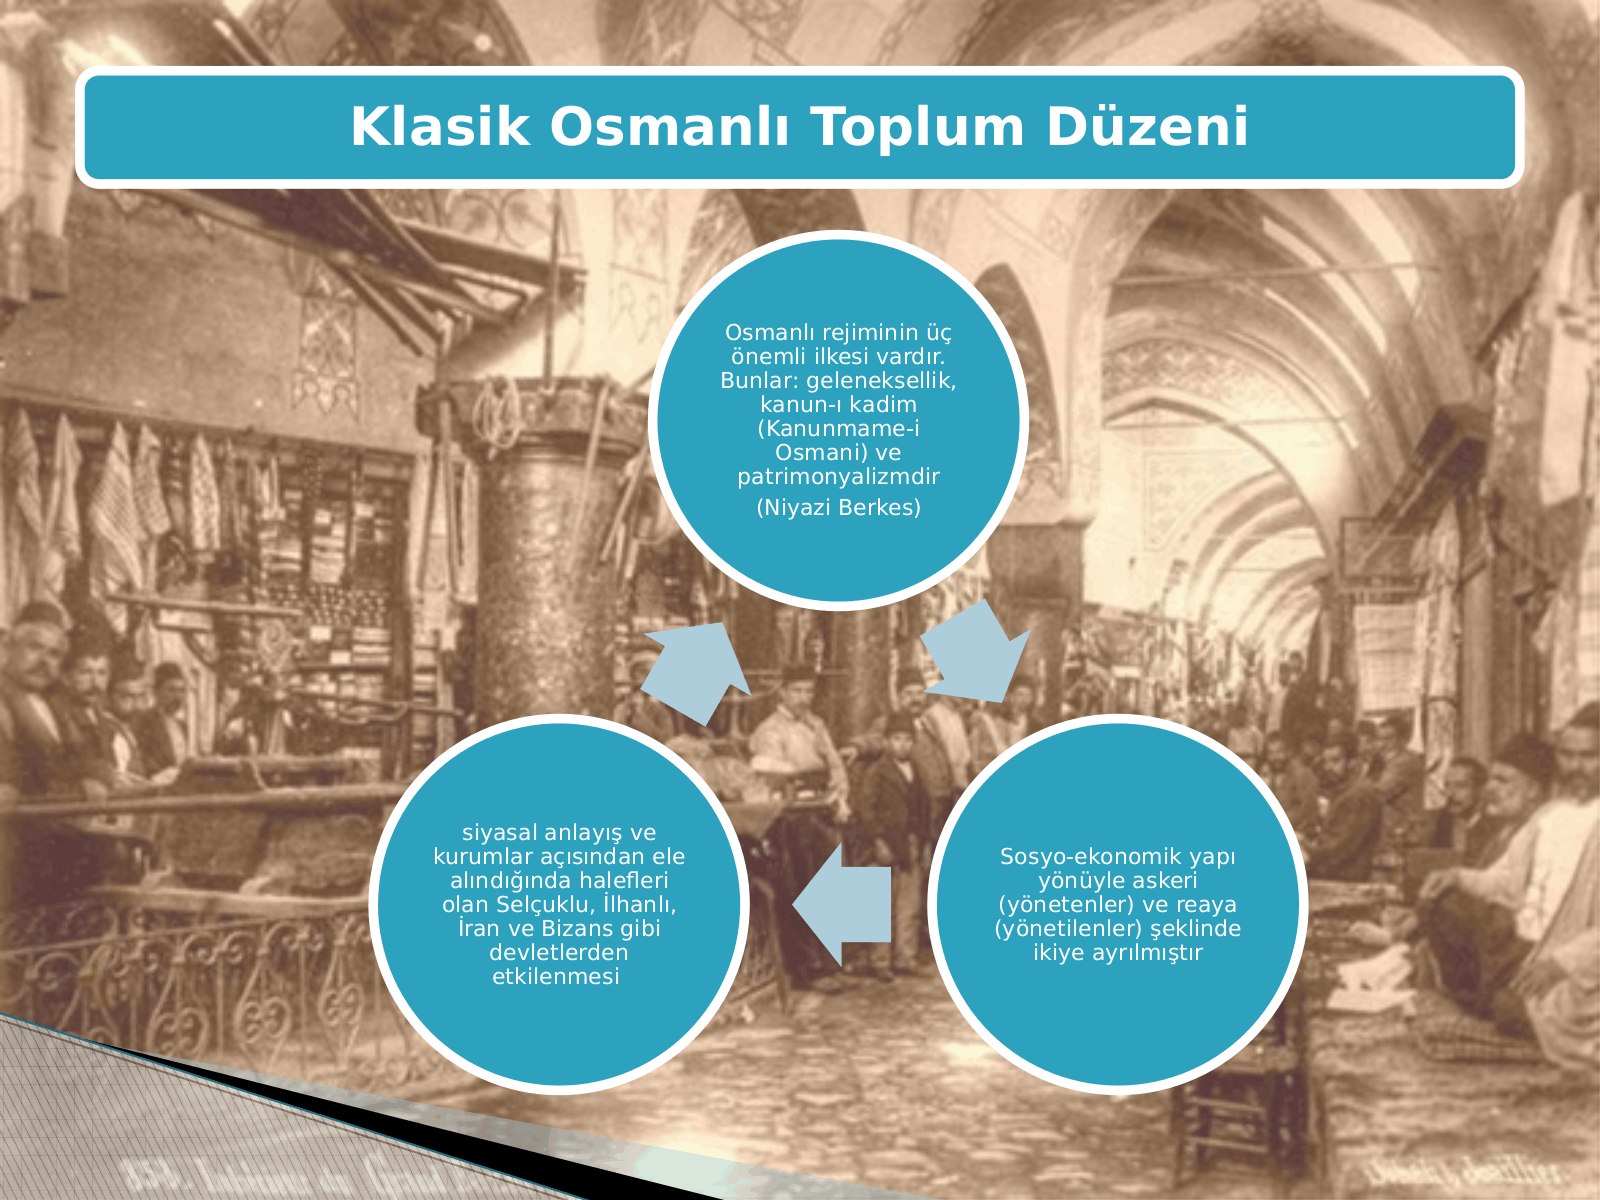 Klasik Osmanlı Toplum Düzeni
Osmanlı rejiminin üç
önemli ilkesi vardır.
Bunlar: geleneksellik,
kanun-ı kadim
(Kanunmame-i
Osmani) ve
patrimonyalizmdir
(Niyazi Berkes)
Sosyo-ekonomik yapı
yönüyle askeri
(yönetenler) ve reaya
(yönetilenler) şeklinde
ikiye ayrılmıştır
siyasal anlayış ve
kurumlar açısından ele
alındığında halefleri
olan Selçuklu, İlhanlı,
İran ve Bizans gibi
devletlerden
etkilenmesi